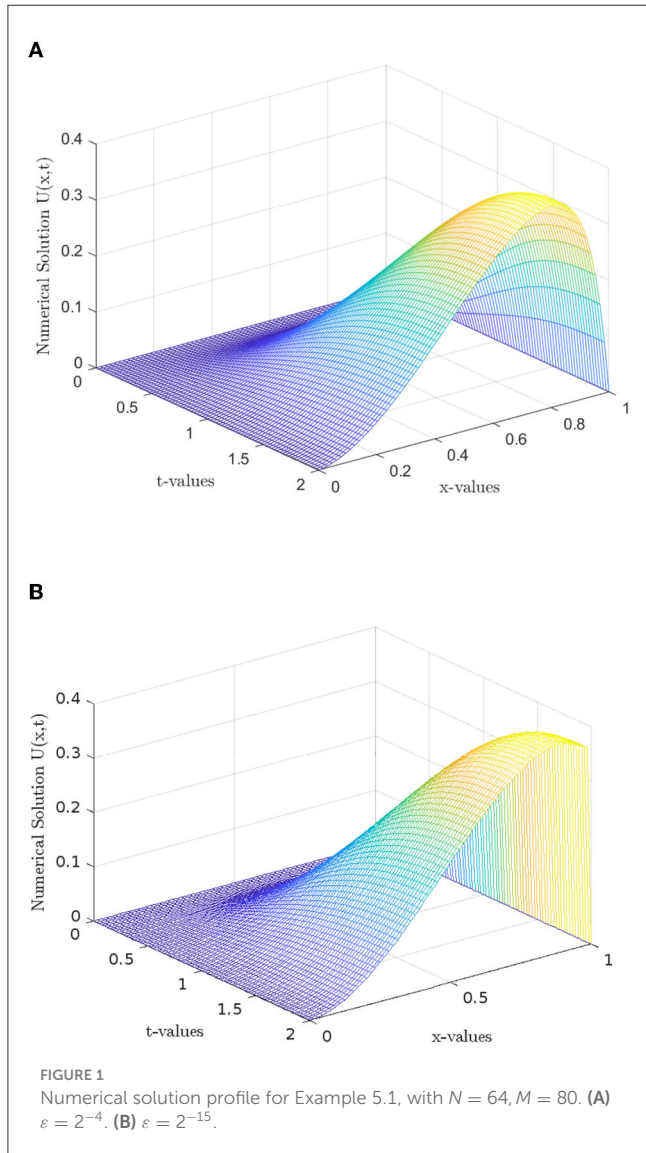 A
Numerical Solution U(x,t)
0.4
0.3
0.2
0.1
0
0
0.5
1
1.5
2
t-values
0
0.2
0.4
0.6
0.8
1
x-values
B
Numerical Solution U(x,t)
0.4
0.3
0.2
0.1
0
0
0.5
1
1.5
2
t-values
0
0.5
1
x-values
FIGURE 1
Numerical solution profile for Example 5.1, with N = 64, M = 80. (A)
ε = 2⁻⁴. (B) ε = 2⁻¹⁵.